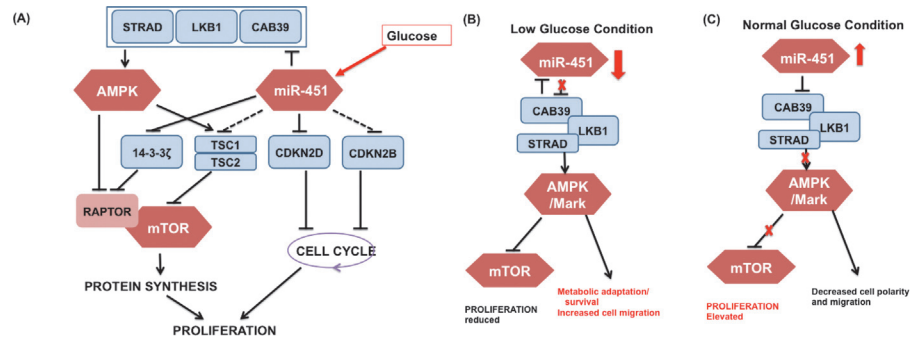 (A)
STRAD
LKB1
CAB39
Glucose
AMPK
miR-451
14-3-3ζ
TSC1
TSC2
CDKN2D
CDKN2B
RAPTOR
mTOR
CELL CYCLE
PROTEIN SYNTHESIS
PROLIFERATION
(B)
Low Glucose Condition
miR-451
CAB39
LKB1
STRAD
AMPK
/Mark
mTOR
PROLIFERATION
reduced
Metabolic adaptation/
survival
Increased cell migration
(C)
Normal Glucose Condition
miR-451
CAB39
LKB1
STRAD
AMPK
/Mark
mTOR
PROLIFERATION
Elevated
Decreased cell polarity
and migration